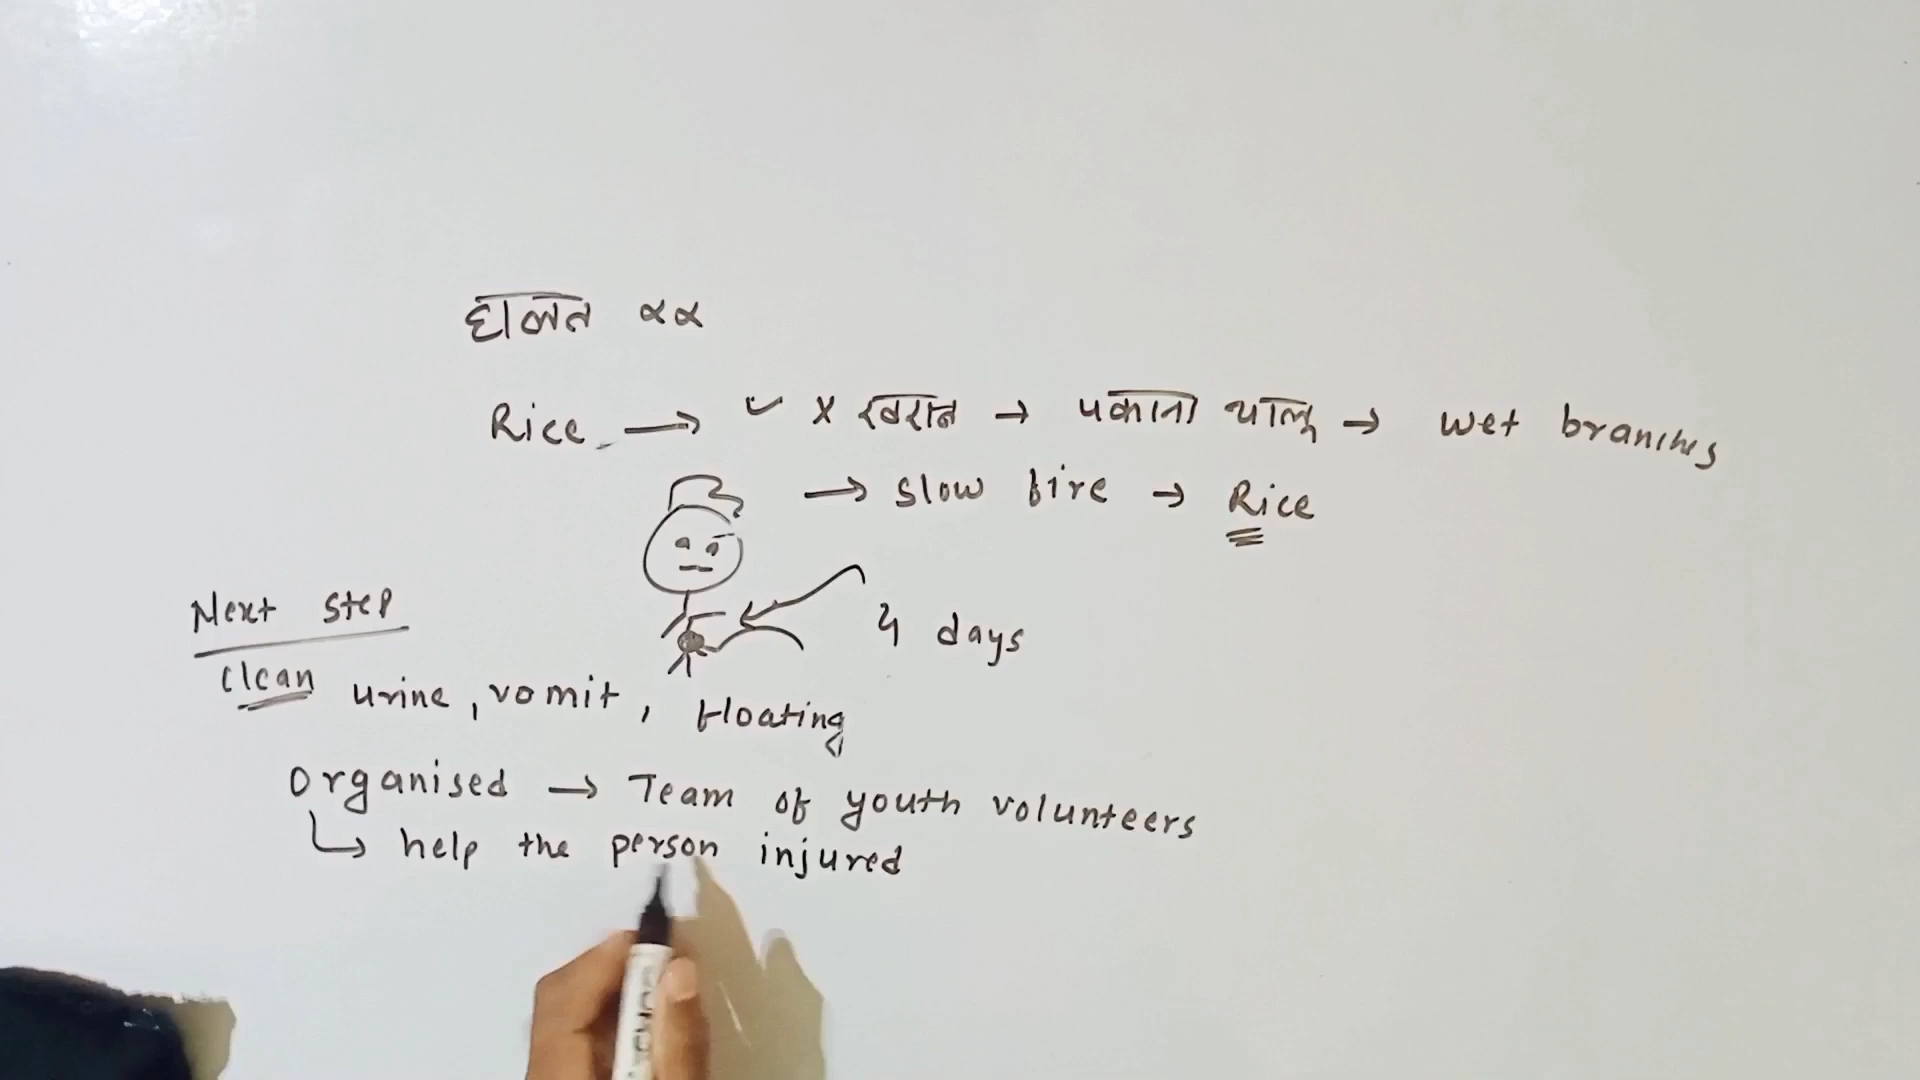 हालत xx
Rice → ✓ x खराब → पकाना चालू → wet branches
→ slow fire → Rice
4 days
Next step
clean urine, vomit, floating
Organised → Team of youth volunteers
↳ help the person injured